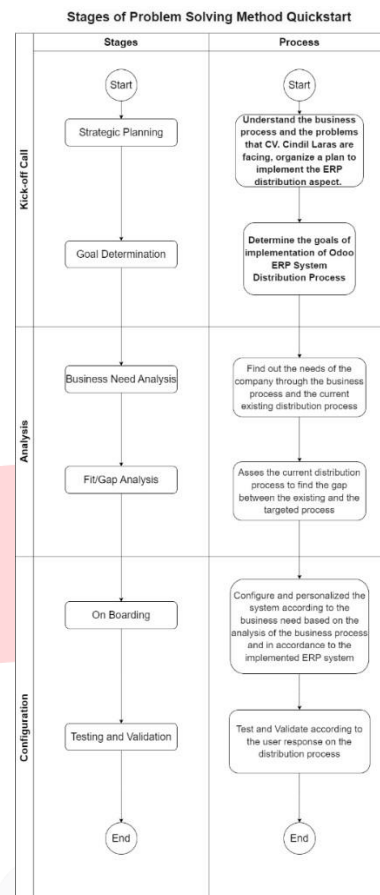 Stages of Problem Solving Method Quickstart
Stages
Process
Kick-off Call
Start
Start
Strategic Planning
Understand the business
process and the problems
that CV. Cindil Laras are
facing, organize a plan to
implement the ERP
distribution aspect.
Goal Determination
Determine the goals of
implementation of Odoo
ERP System
Distribution Process
Analysis
Business Need Analysis
Find out the needs of the
company through the business
process and the current
existing distribution process
Fit/Gap Analysis
Asses the current distribution
process to find the gap
between the existing and the
targeted process
Configuration
On Boarding
Configure and personalized the
system according to the
business need based on the
analysis of the business process
and in accordance to the
implemented ERP system
Testing and Validation
Test and Validate according to
the user response on the
distribution process
End
End